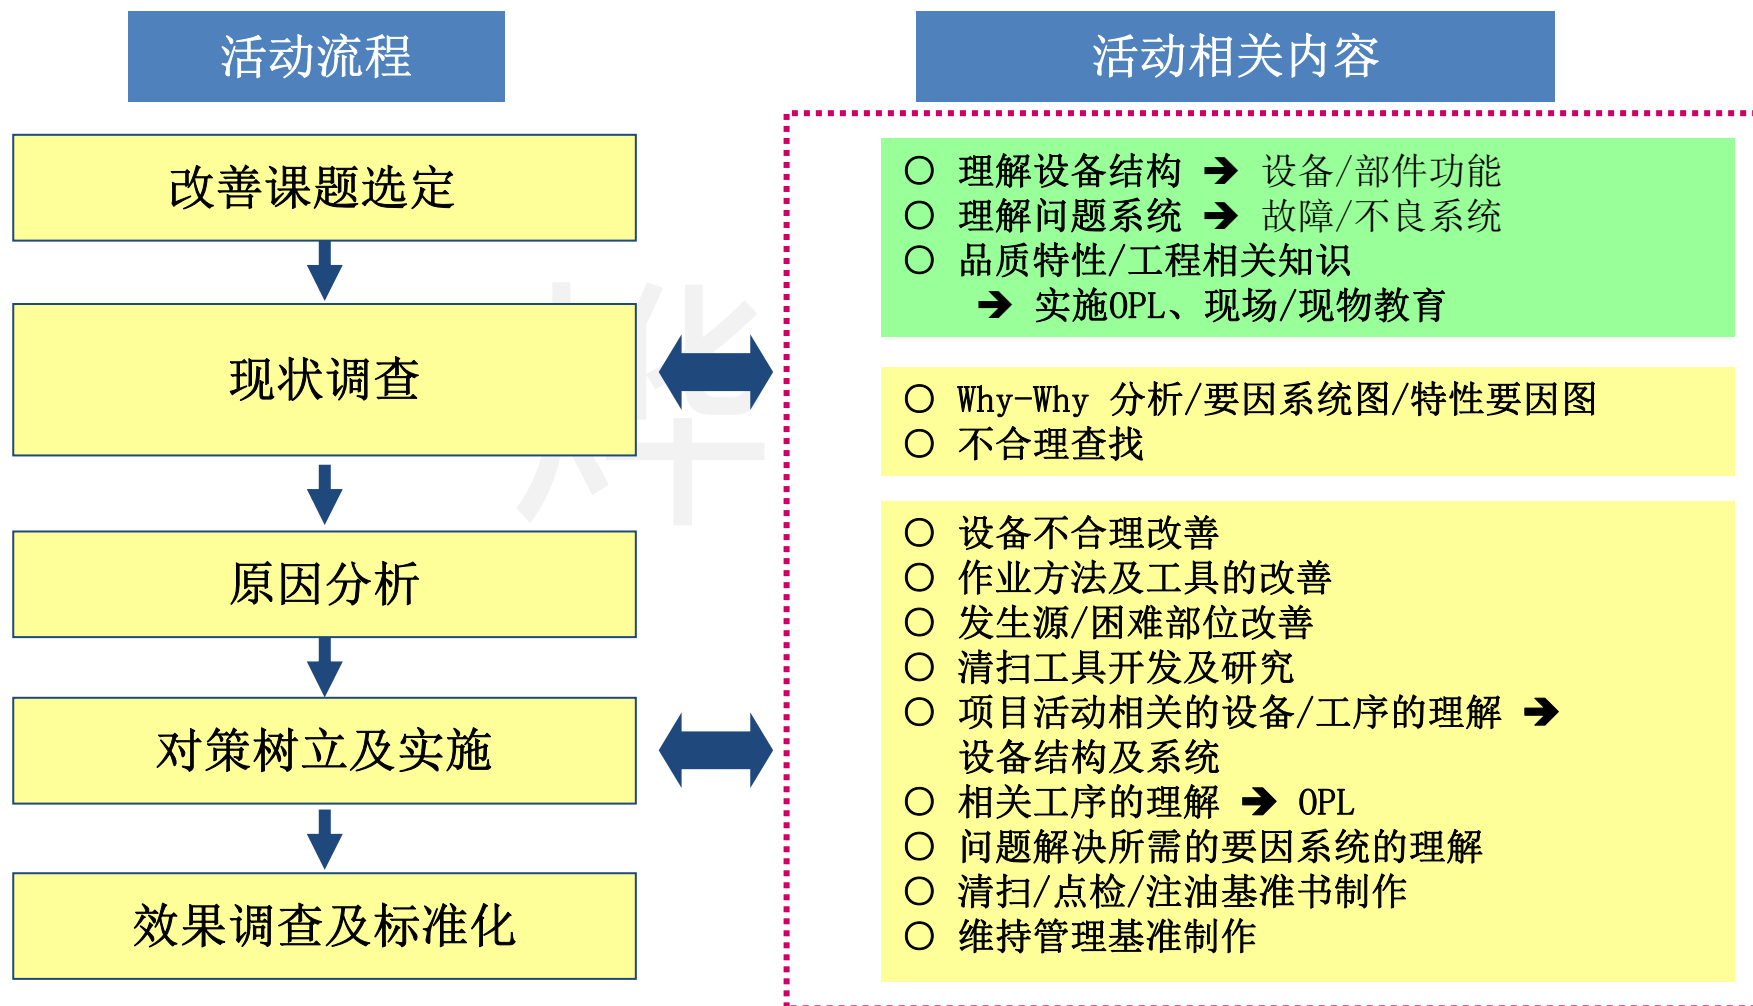 活动流程
改善课题选定
现状调查
原因分析
对策树立及实施
效果调查及标准化
活动相关内容
○ 理解设备结构 ➔ 设备/部件功能
○ 理解问题系统 ➔ 故障/不良系统
○ 品质特性/工程相关知识
➔ 实施OPL、现场/现物教育
○ Why-Why 分析/要因系统图/特性要因图
○ 不合理查找
○ 设备不合理改善
○ 作业方法及工具的改善
○ 发生源/困难部位改善
○ 清扫工具开发及研究
○ 项目活动相关的设备/工序的理解 ➔
设备结构及系统
○ 相关工序的理解 ➔ OPL
○ 问题解决所需的要因系统的理解
○ 清扫/点检/注油基准书制作
○ 维持管理基准制作